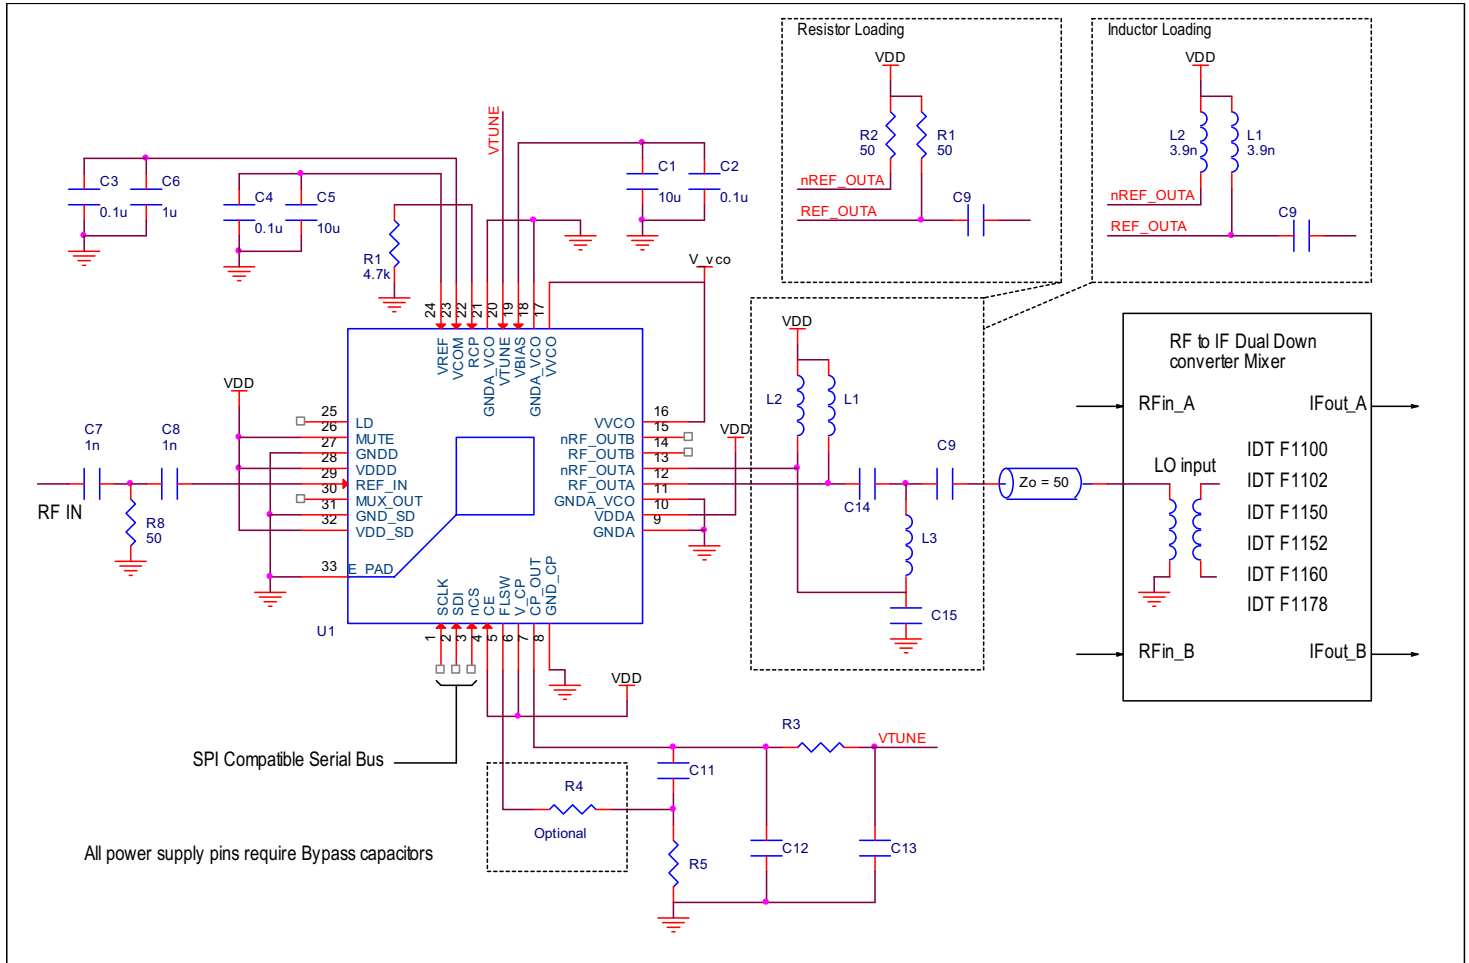 Resistor Loading
VDD
R2
50
R1
50
nREF_OUTA
REF_OUTA
C9
Inductor Loading
VDD
L2
3.9n
L1
3.9n
nREF_OUTA
REF_OUTA
C9
VTUNE
C3
0.1u
C6
1u
C4
0.1u
C5
10u
R1
4.7k
C1
10u
C2
0.1u
V_vco
24
23
22
21
20
19
18
17
VREF
VCOM
RCP
GNDA_VCO
VTUNE
VBIAS
GNDA_VCO
VVCO
VDD
C7
1n
C8
1n
RF IN
R8
50
25 LD
26 MUTE
27 GNDD
28 VDDD
29 REF_IN
30 MUX_OUT
31 GND_SD
32 VDD_SD
33 E_PAD
VVCO 16
nRF_OUTB 15
RF_OUTB 14
nRF_OUTA 13
RF_OUTA 12
GNDA_VCO 11
VDDA 10
GNDA 9
VDD
U1
SCLK
SDI
nCS
CE
FLSW
V_CP
CP_OUT
GND_CP
1
2
3
4
5
6
7
8
VDD
L2
L1
C14
C9
L3
C15
Zo = 50
RF to IF Dual Down
converter Mixer
RFin_A
IFout_A
LO input
IDT F1100
IDT F1102
IDT F1150
IDT F1152
IDT F1160
IDT F1178
RFin_B
IFout_B
VDD
SPI Compatible Serial Bus
R4
Optional
C11
R5
R3
VTUNE
C12
C13
All power supply pins require Bypass capacitors